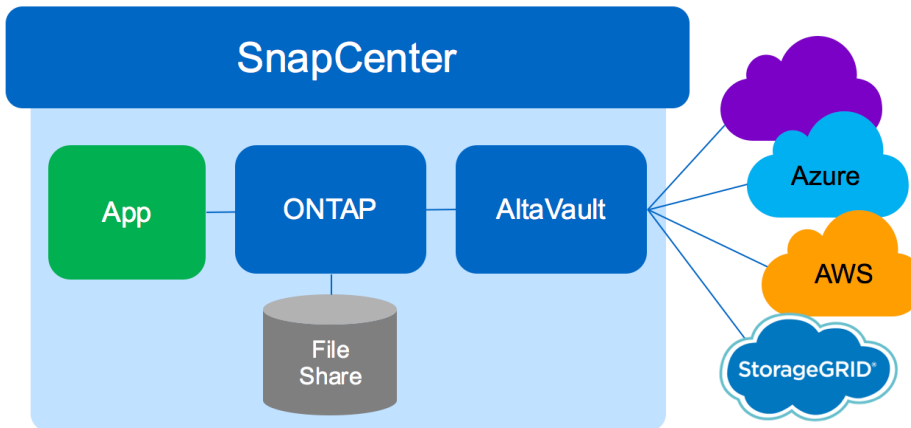 SnapCenter
App
ONTAP
AltaVault
File
Share
Azure
AWS
StorageGRID®